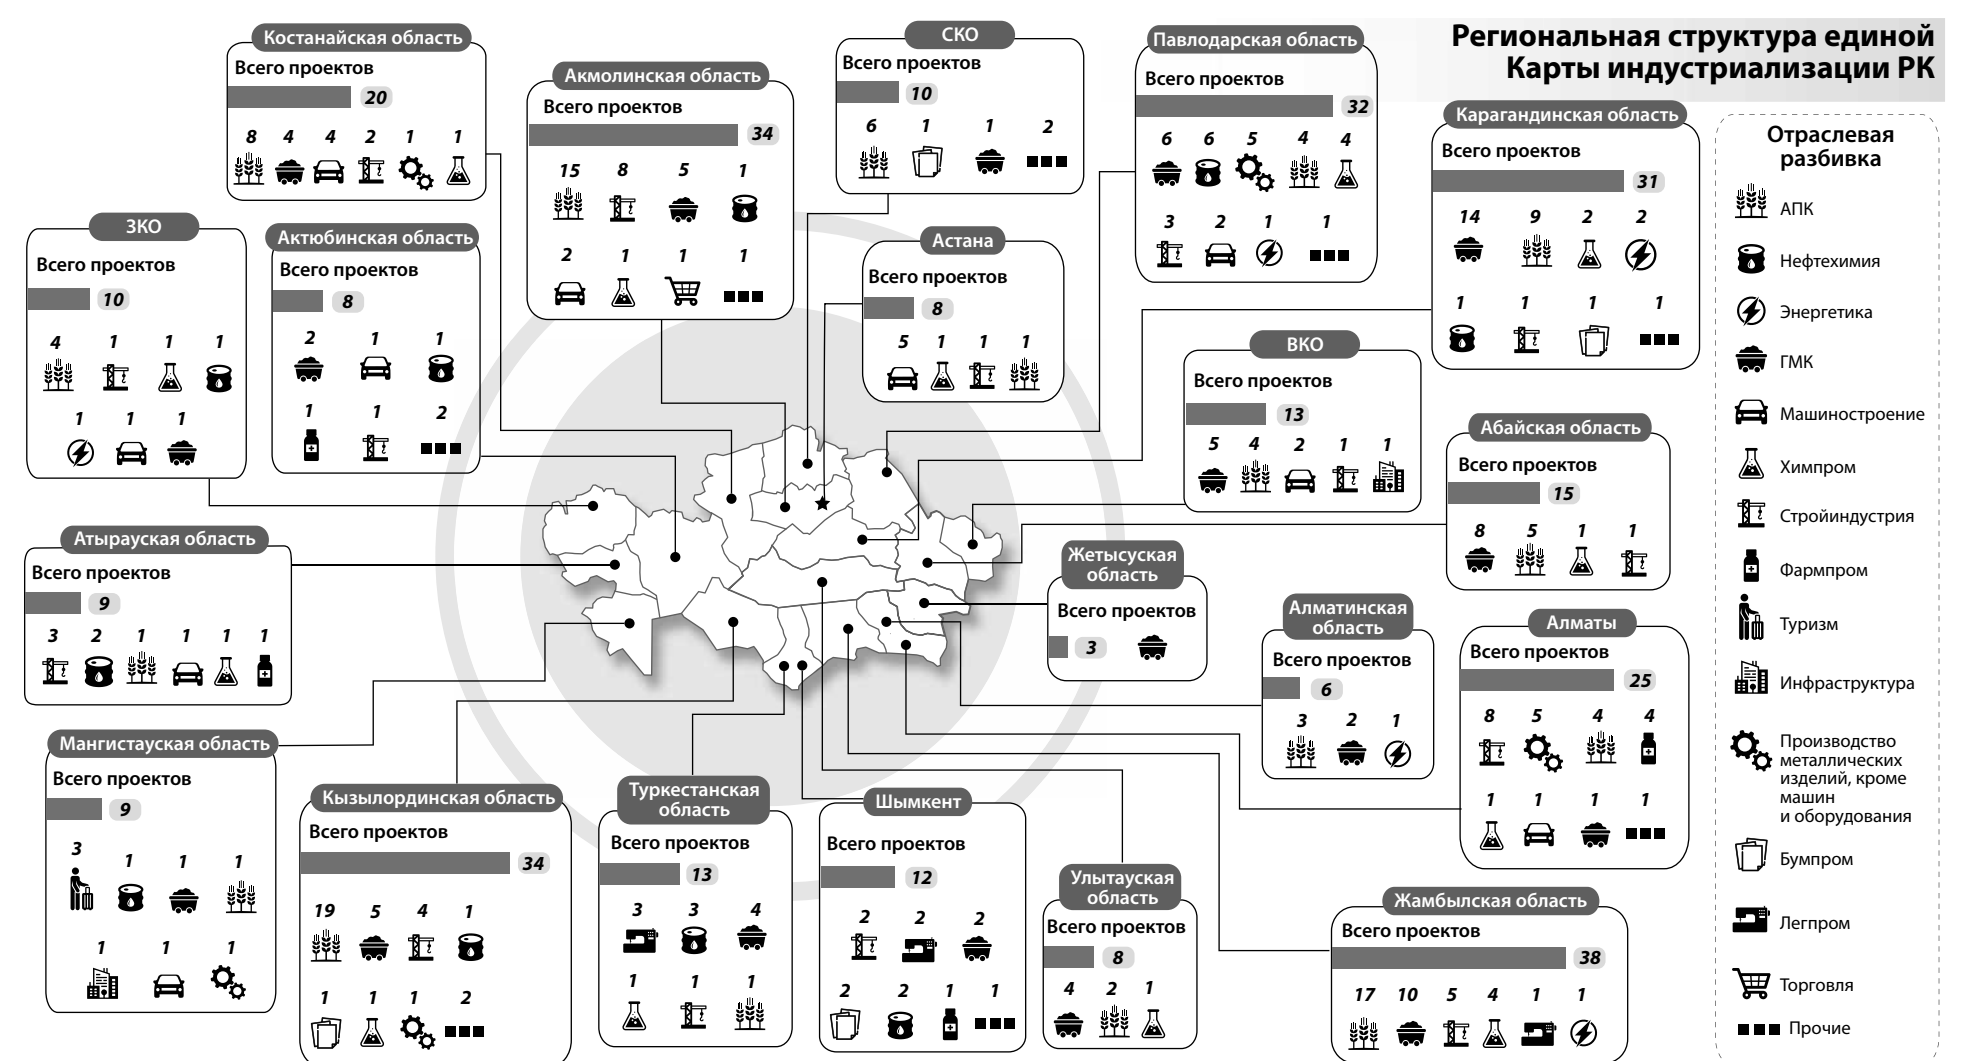 Региональная структура единой
Карты индустриализации РК
Костанайская область
Всего проектов
20
8 4 4 2 1 1
Акмолинская область
Всего проектов
34
15 8 5 1
2 1 1 1
СКО
Всего проектов
10
6 1 1 2
Павлодарская область
Всего проектов
32
6 6 5 4 4
3 2 1 1
Карагандинская область
Всего проектов
31
14 9 2 2
1 1 1 1
ЗКО
Всего проектов
10
4 1 1 1
1 1 1
Актюбинская область
Всего проектов
8
2 1 1
1 1 2
Астана
Всего проектов
8
5 1 1 1
ВКО
Всего проектов
13
5 4 2 1 1
Абайская область
Всего проектов
15
8 5 1 1
Атырауская область
Всего проектов
9
3 2 1 1 1 1
Жетысуская
область
Всего проектов
3
Алматинская
область
Всего проектов
6
3 2 1
Алматы
Всего проектов
25
8 5 4 4
1 1 1 1
Мангистауская область
Всего проектов
9
3 1 1 1
1 1 1
Кызылординская область
Всего проектов
34
19 5 4 1
1 1 1 2
Туркестанская
область
Всего проектов
13
3 3 4
1 1 1
Шымкент
Всего проектов
12
2 2 2
2 2 1 1
Улытауская
область
Всего проектов
8
4 2 1
Жамбылская область
Всего проектов
38
17 10 5 4 1 1
Отраслевая
разбивка
АПК
Нефтехимия
Энергетика
ГМК
Машиностроение
Химпром
Стройиндустрия
Фармпром
Туризм
Инфраструктура
Производство
металлических
изделий, кроме
машин
и оборудования
Бумпром
Легпром
Торговля
Прочие